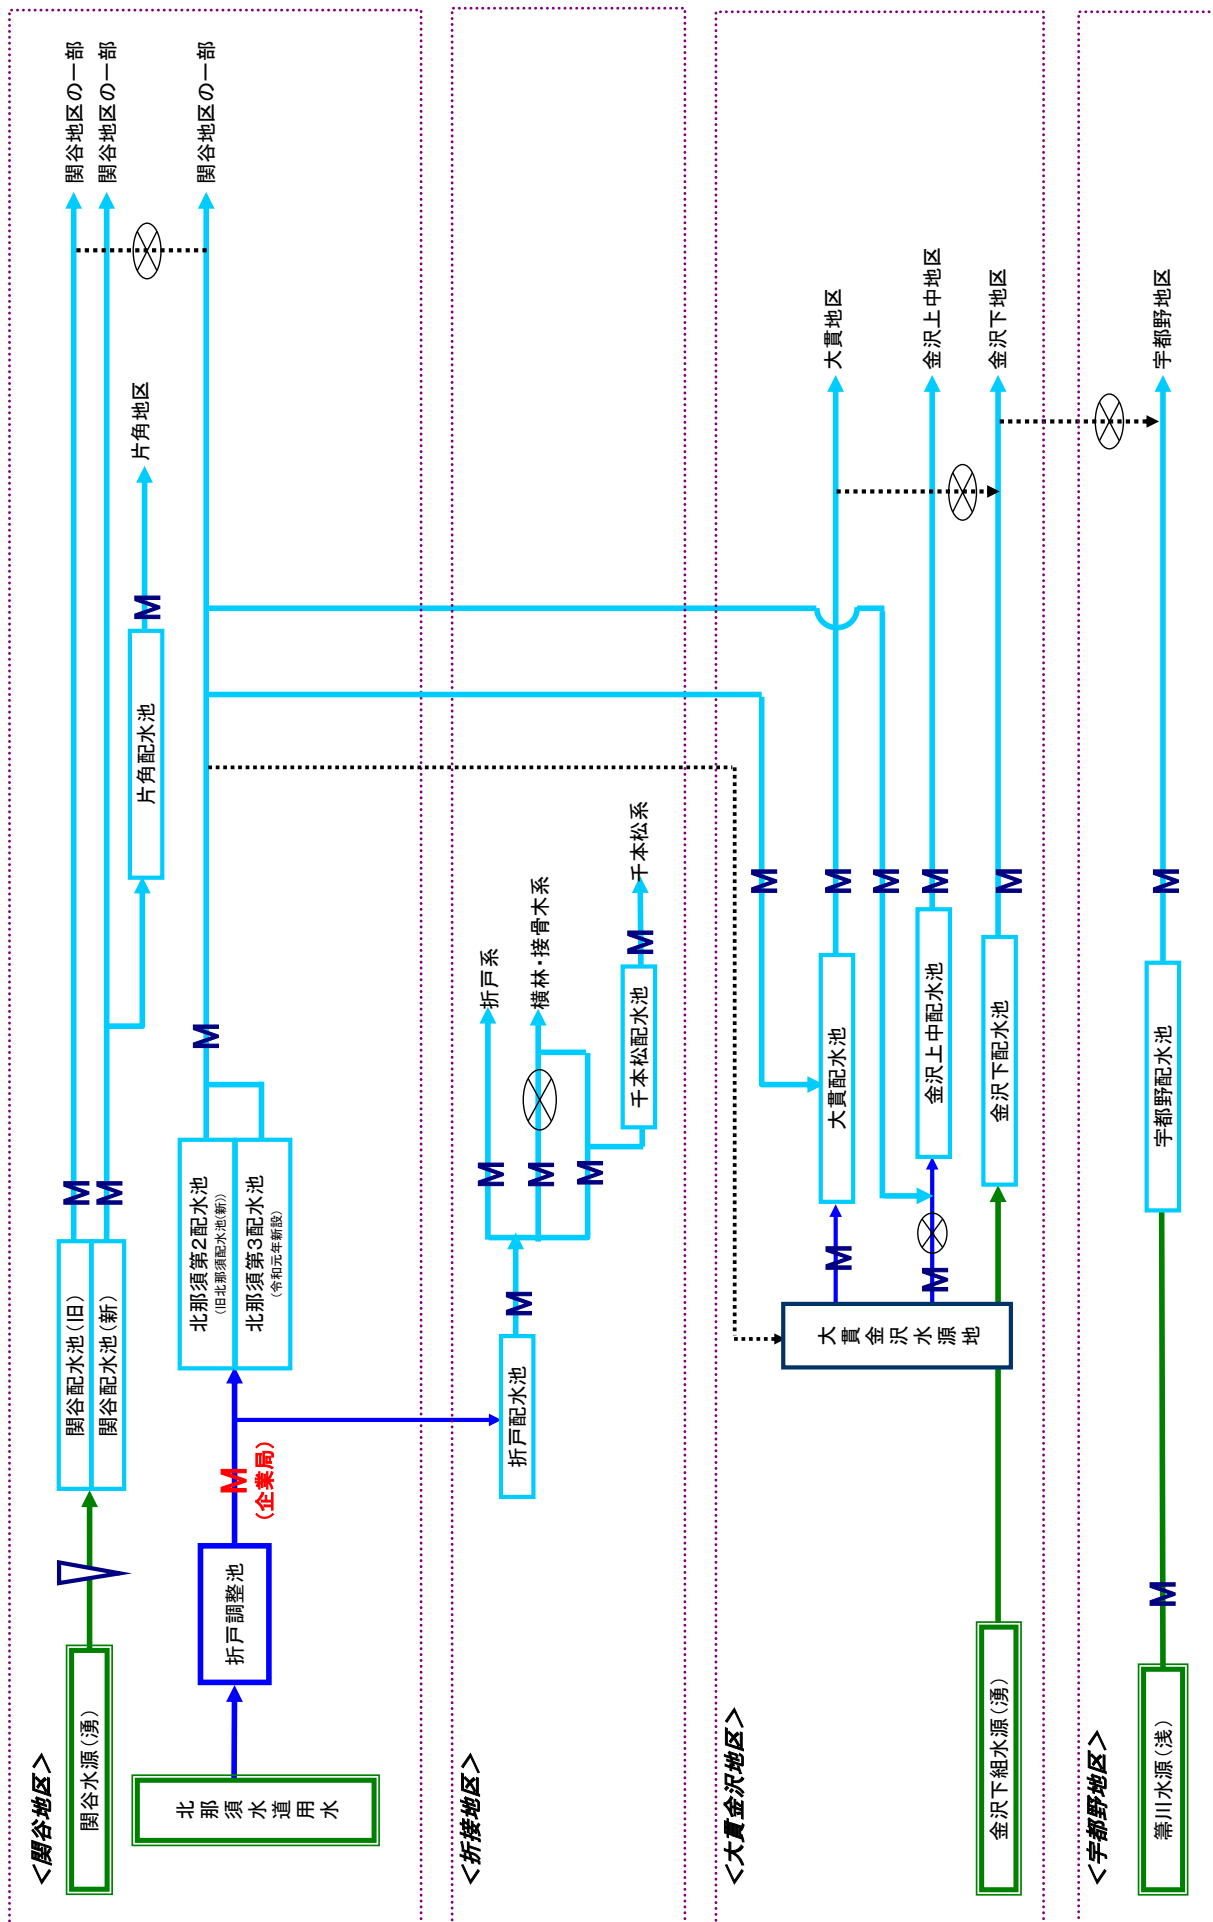 <関谷地区>
関谷水源(湧)
関谷配水池(旧)
関谷配水池(新)
M
M
関谷地区の一部
関谷地区の一部
関谷地区の一部
片角配水池
M
片角地区
北那須水道用水
折戸調整池
M
(企業局)
北那須第2配水池
(旧北那須配水池(新))
北那須第3配水池
(令和元年新設)
M
<折接地区>
折戸配水池
M
M
M
M
折戸系
横林・接骨木系
千本松配水池
M
千本松系
<大貫金沢地区>
金沢下組水源(湧)
大貫金沢水源地
M
M
大貫配水池
金沢上中配水池
金沢下配水池
M
M
M
M
M
大貫地区
金沢上中地区
金沢下地区
<宇都野地区>
箒川水源(浅)
M
宇都野配水池
M
宇都野地区